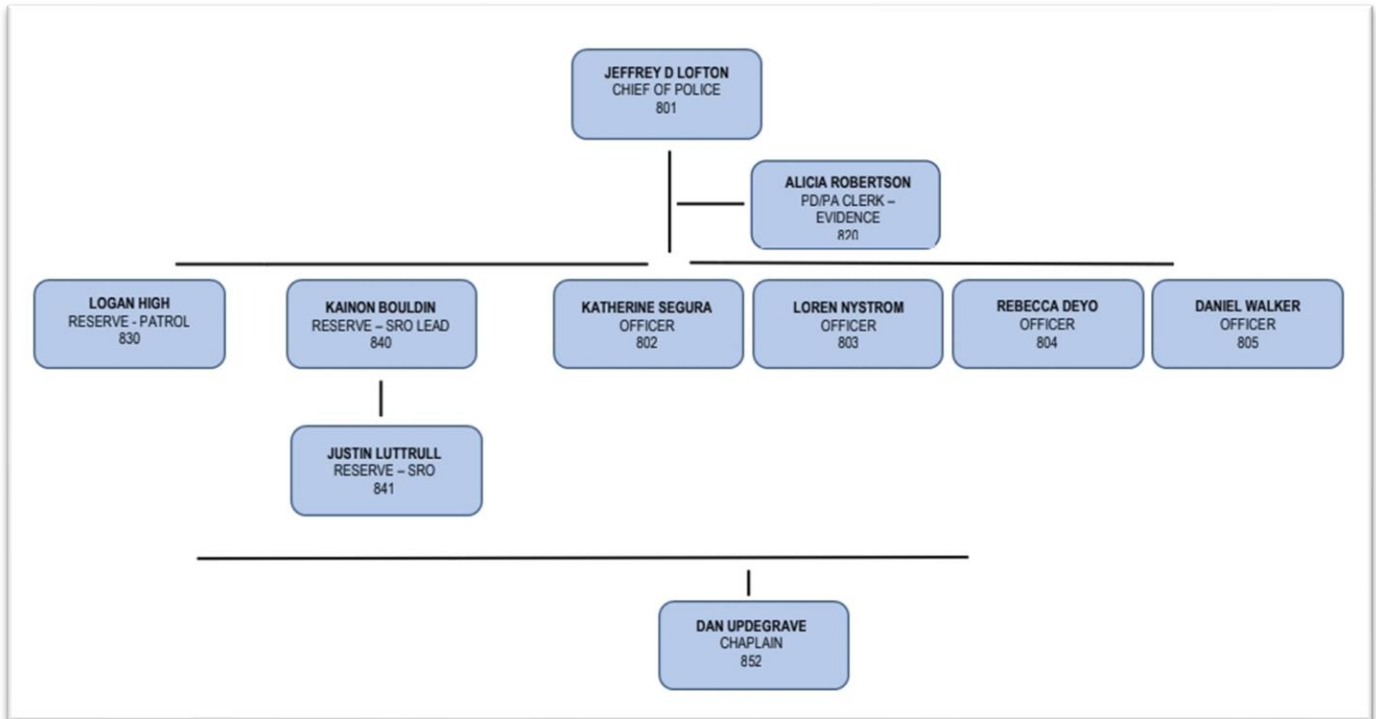 JEFFREY D LOFTON
CHIEF OF POLICE
801
ALICIA ROBERTSON
PD/PA CLERK –
EVIDENCE
820
LOGAN HIGH
RESERVE - PATROL
830
KAINON BOULDIN
RESERVE – SRO LEAD
840
KATHERINE SEGURA
OFFICER
802
LOREN NYSTROM
OFFICER
803
REBECCA DEYO
OFFICER
804
DANIEL WALKER
OFFICER
805
JUSTIN LUTTRULL
RESERVE – SRO
841
DAN UPDEGRAVE
CHAPLAIN
852